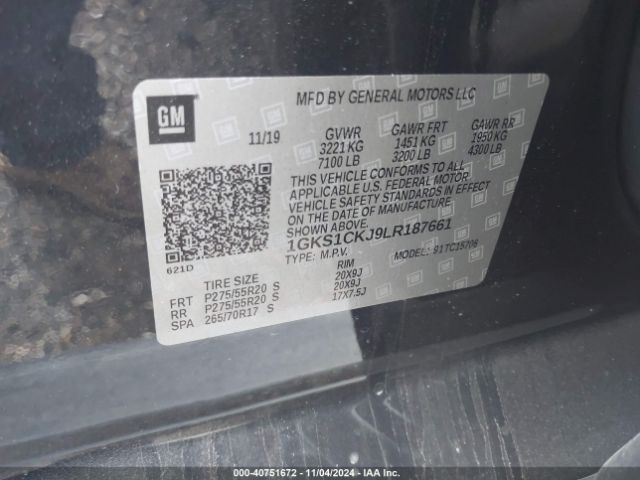 GM
MFD BY GENERAL MOTORS LLC
11/19 GVWR GAWR FRT GAWR RR
3221 KG 1451 KG 1950 KG
7100 LB 3200 LB 4300 LB
THIS VEHICLE CONFORMS TO ALL
APPLICABLE U.S. FEDERAL MOTOR
VEHICLE SAFETY STANDARDS IN EFFECT
ON THE DATE OF MANUFACTURE
SHOWN ABOVE.
1GKS1CKJ9LR187661
621D
TYPE: M.P.V. MODEL: 91TC15706
TIRE SIZE RIM
FRT P275/55R20 S 20X9J
RR P275/55R20 S 20X9J
SPA 265/70R17 S 17X7.5J
000-40751672 — 11/04/2024 — IAA Inc.